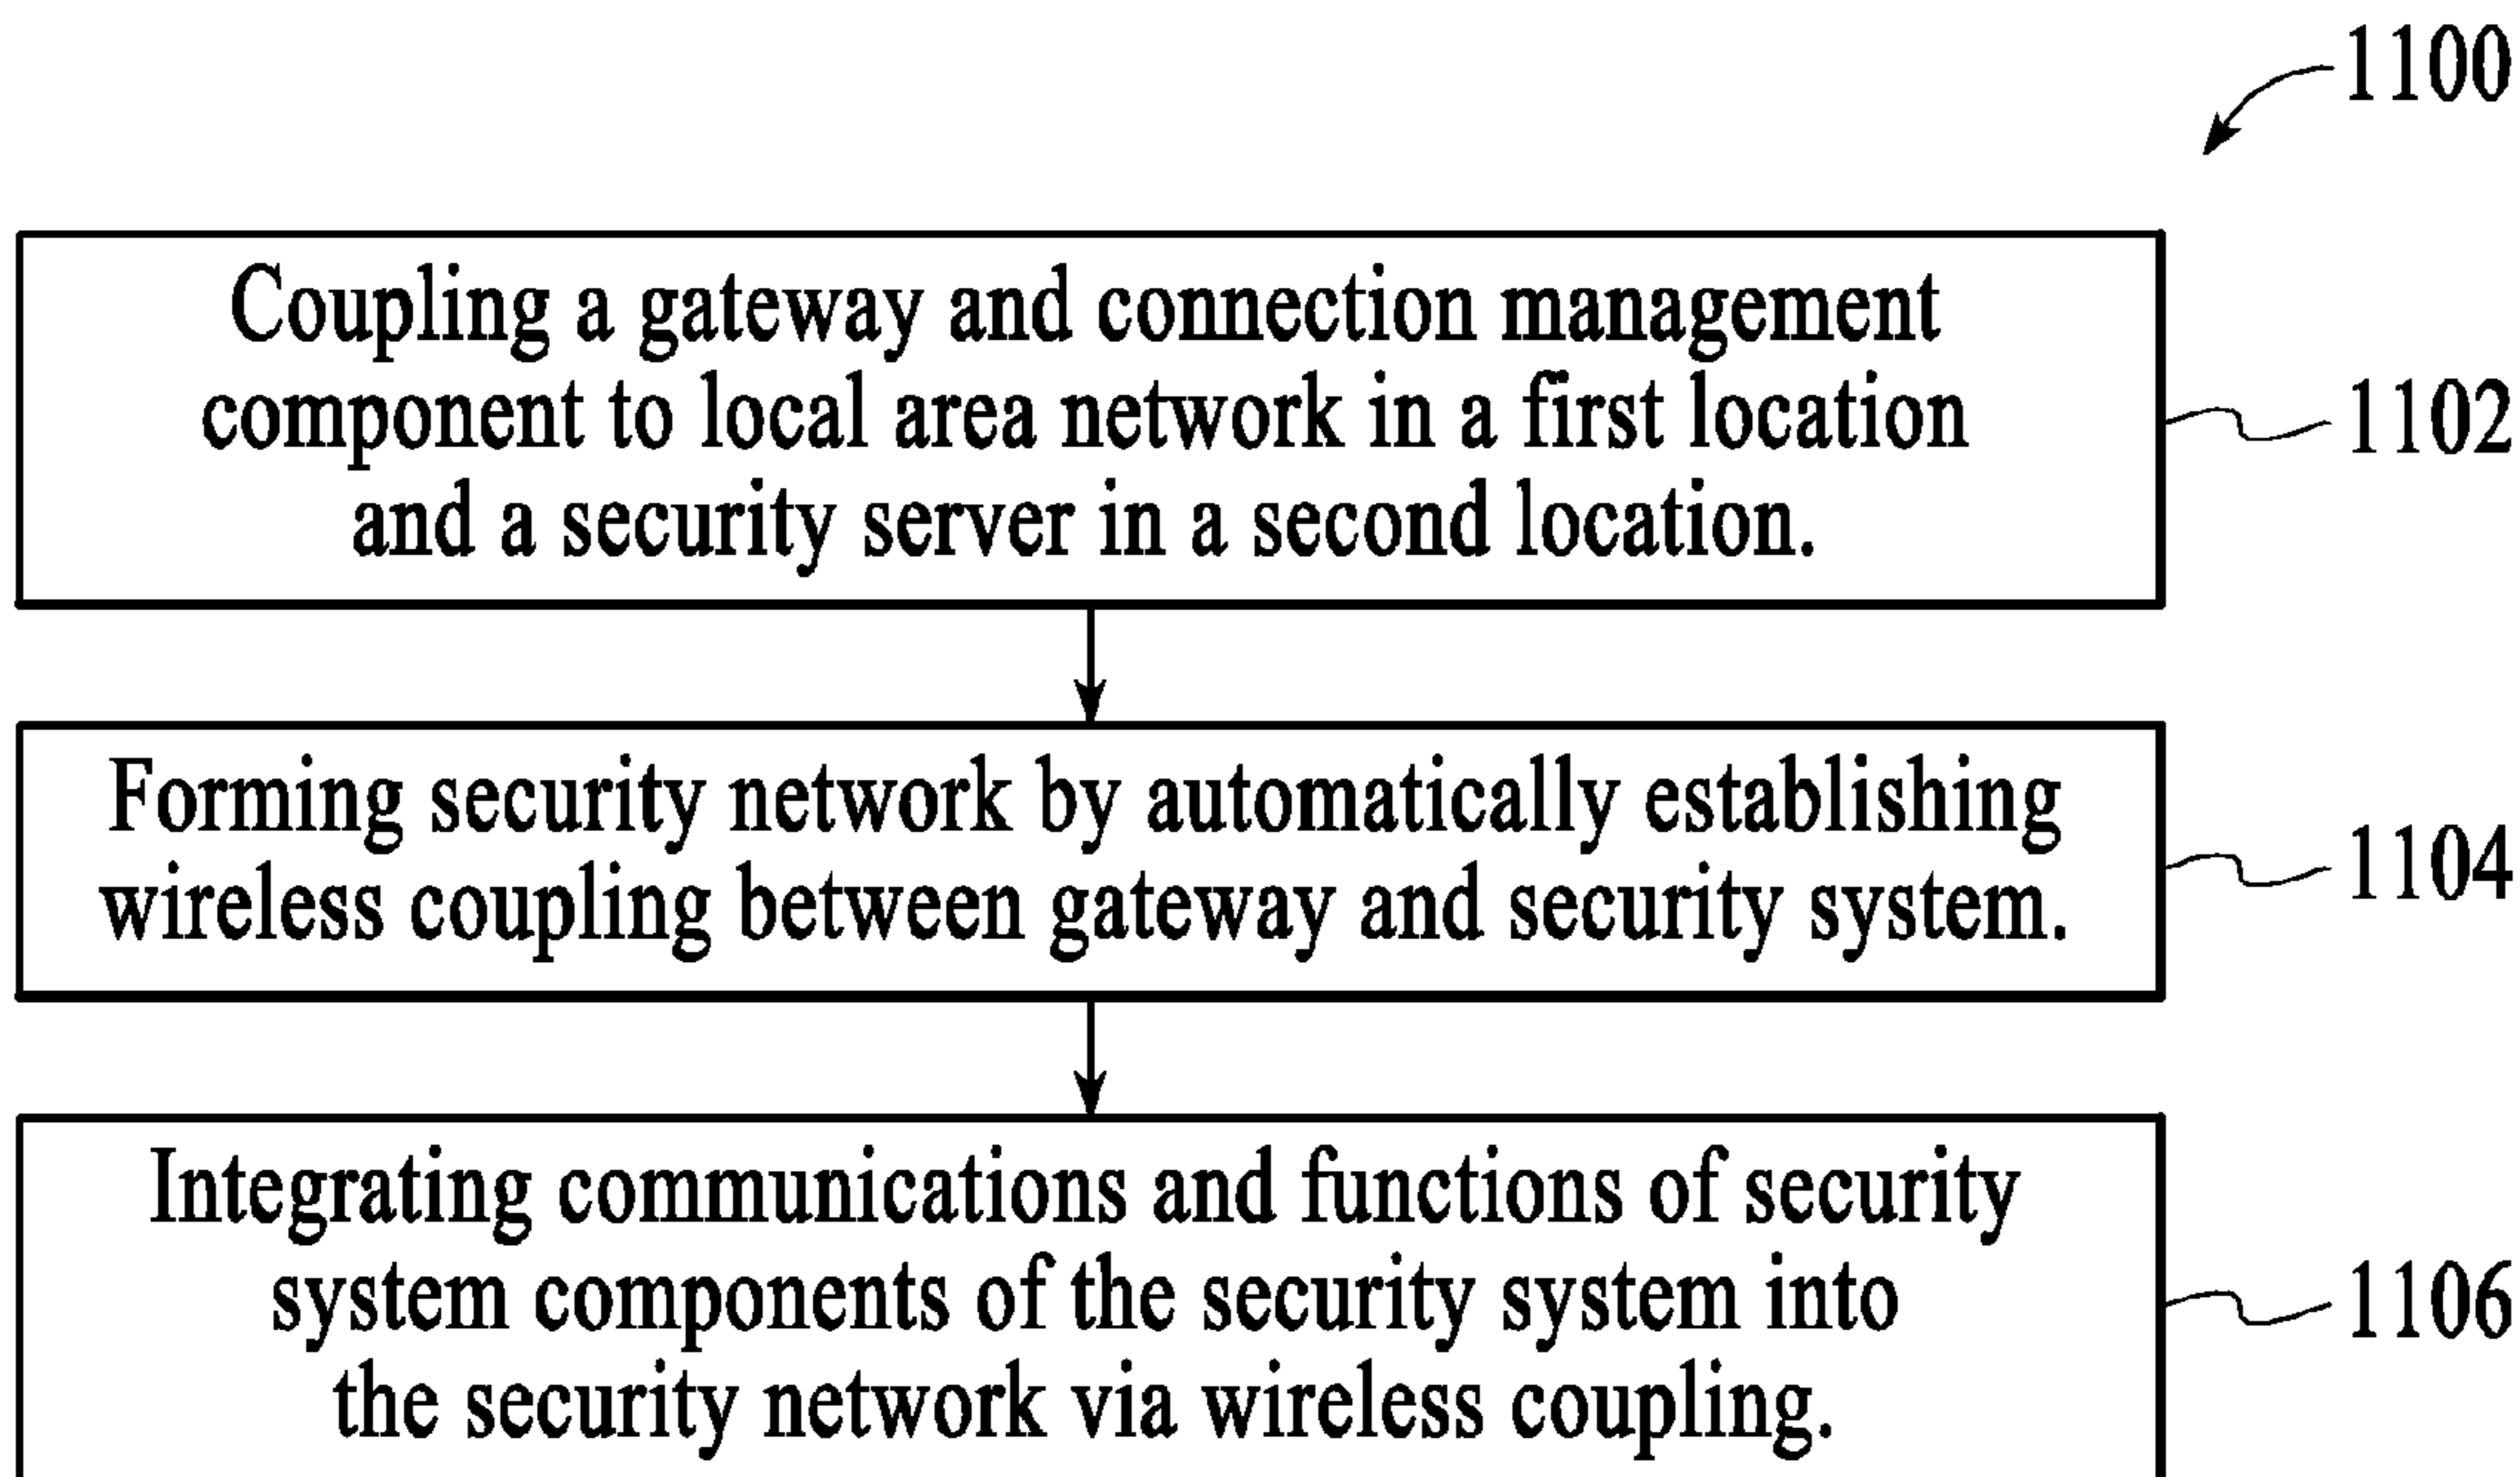 1100
Coupling a gateway and connection management
component to local area network in a first location
and a security server in a second location.
1102
Forming security network by automatically establishing
wireless coupling between gateway and security system.
1104
Integrating communications and functions of security
system components of the security system into
the security network via wireless coupling.
1106